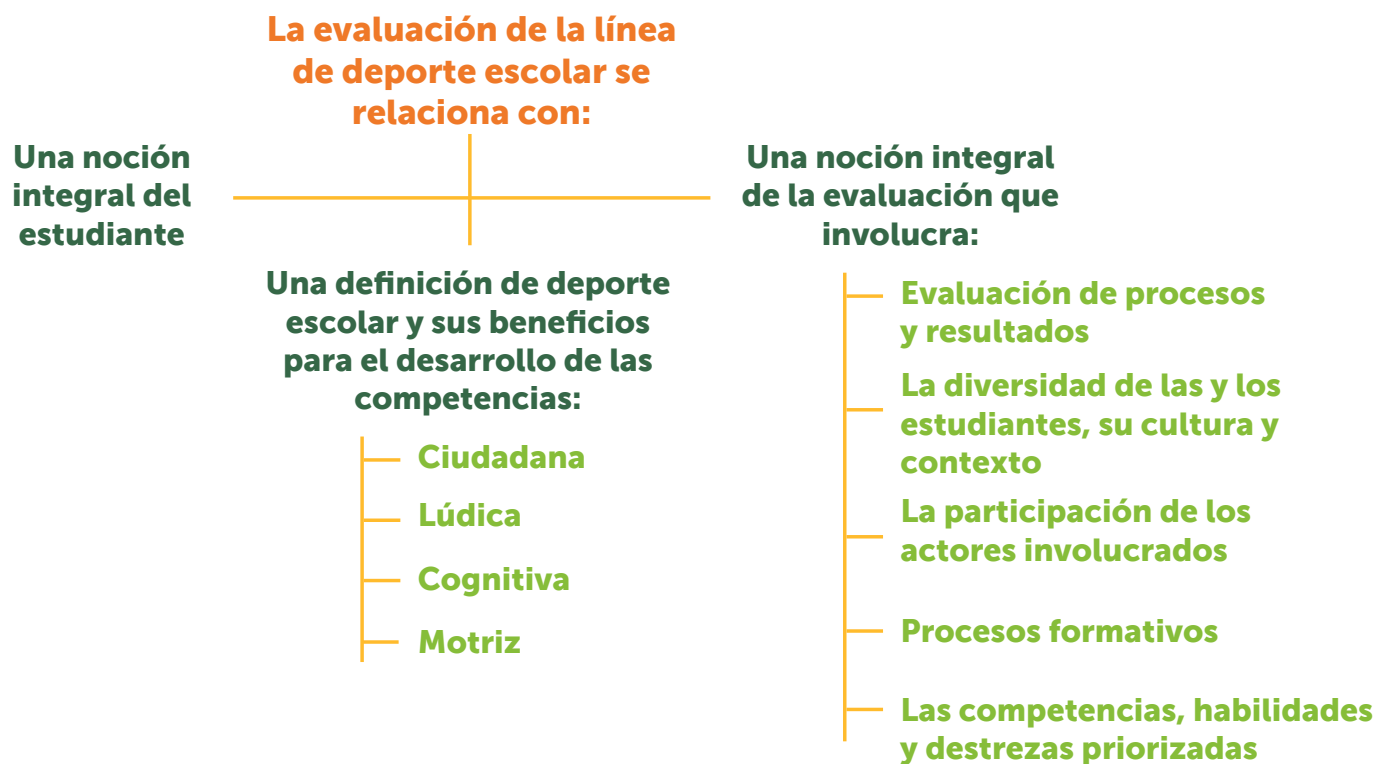 La evaluación de la línea
de deporte escolar se
relaciona con:
Una noción
integral del
estudiante
Una definición de deporte
escolar y sus beneficios
para el desarrollo de las
competencias:
Ciudadana
Lúdica
Cognitiva
Motriz
Una noción integral
de la evaluación que
involucra:
Evaluación de procesos
y resultados
La diversidad de las y los
estudiantes, su cultura y
contexto
La participación de los
actores involucrados
Procesos formativos
Las competencias, habilidades
y destrezas priorizadas